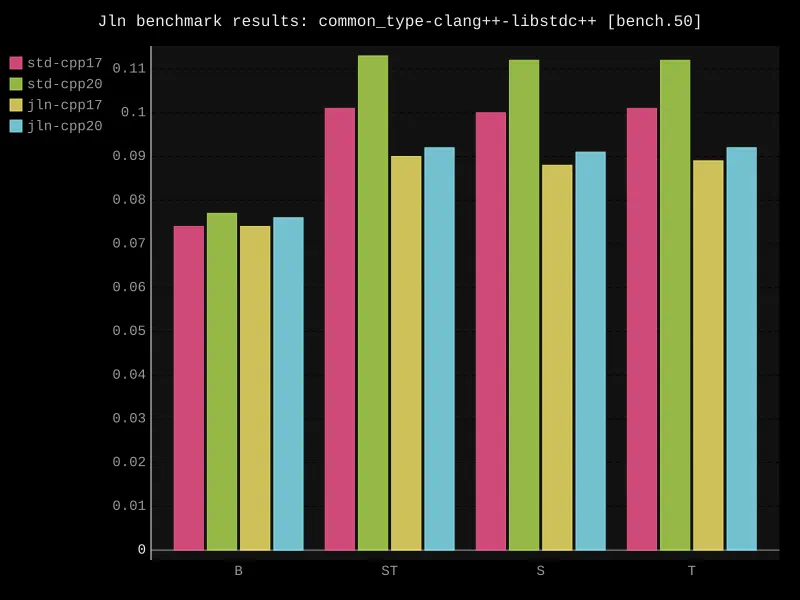 Jln benchmark results: common_type-clang++-libstdc++ [bench.50]
std-cpp17
std-cpp20
jln-cpp17
jln-cpp20
0.11
0.1
0.09
0.08
0.07
0.06
0.05
0.04
0.03
0.02
0.01
0
B ST S T